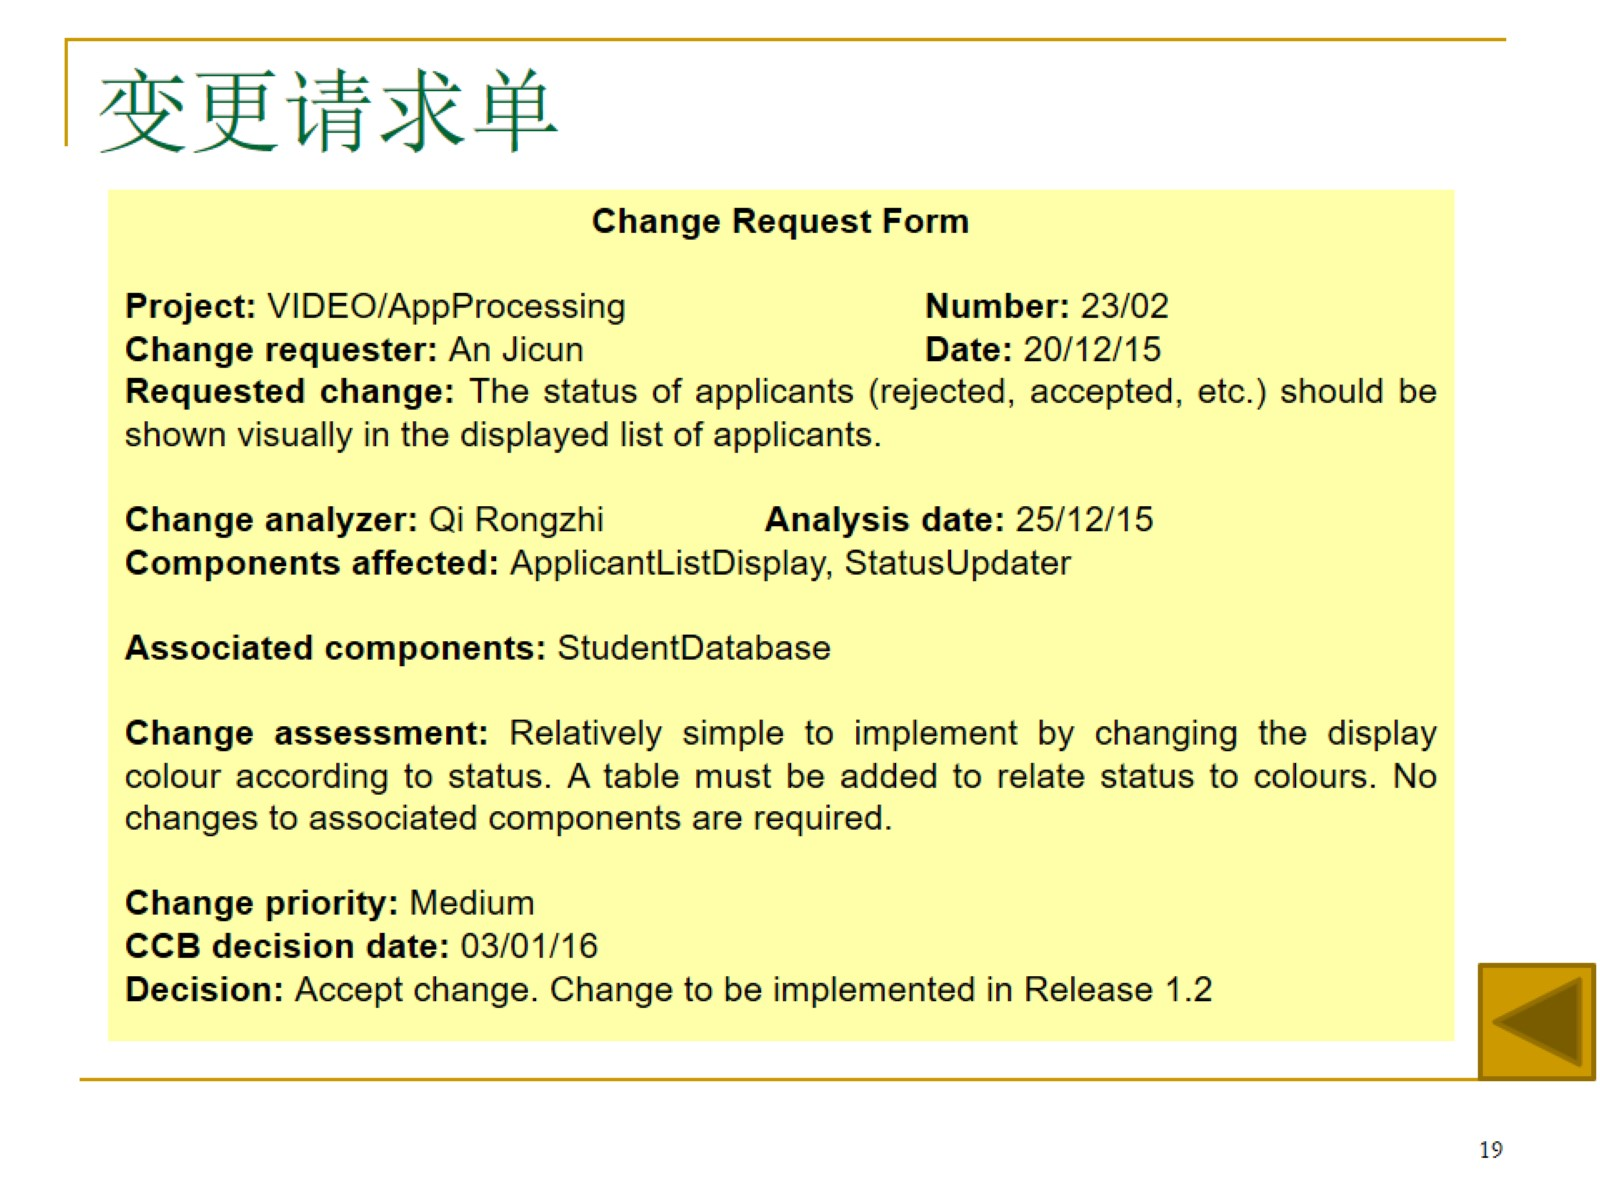 变更请求单
Change Request Form
Project: VIDEO/AppProcessing Number: 23/02
Change requester: An Jicun Date: 20/12/15
Requested change: The status of applicants (rejected, accepted, etc.) should be
shown visually in the displayed list of applicants.
Change analyzer: Qi Rongzhi Analysis date: 25/12/15
Components affected: ApplicantListDisplay, StatusUpdater
Associated components: StudentDatabase
Change assessment: Relatively simple to implement by changing the display
colour according to status. A table must be added to relate status to colours. No
changes to associated components are required.
Change priority: Medium
CCB decision date: 03/01/16
Decision: Accept change. Change to be implemented in Release 1.2
19